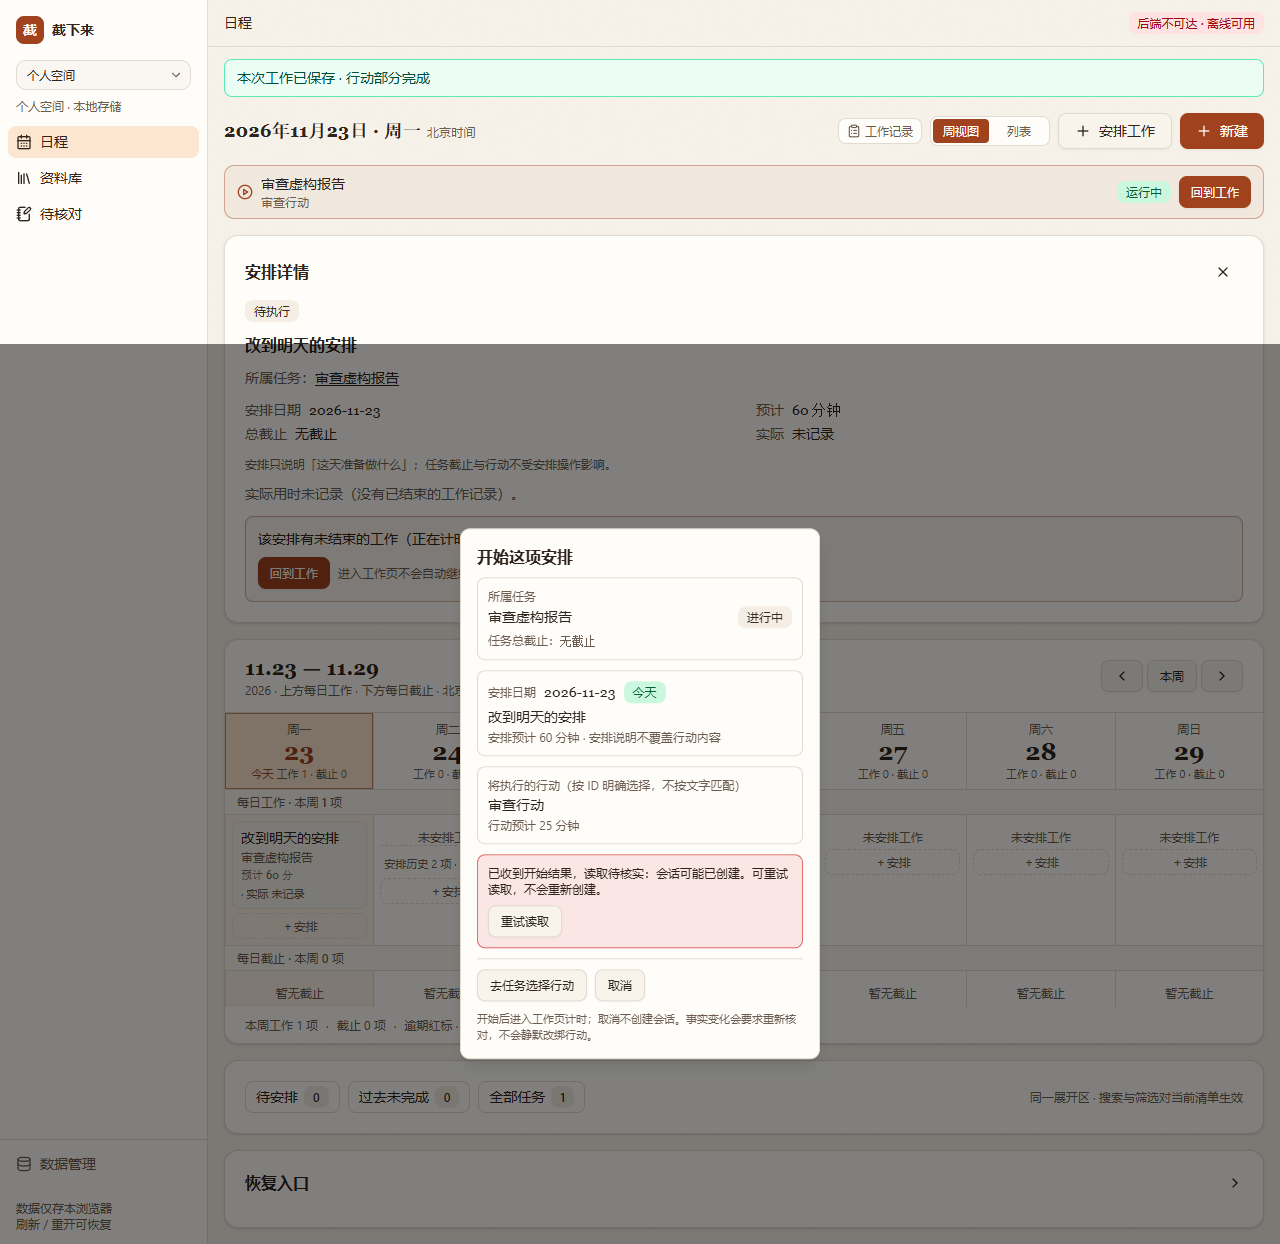 截 截下来
个人空间
个人空间 · 本地存储
日程
资料库
待核对
数据管理
数据仅存本浏览器
刷新 / 重开可恢复
日程
后端不可达 · 离线可用
本次工作已保存 · 行动部分完成
2026年11月23日 · 周一 北京时间
工作记录
周视图 列表
安排工作
新建
审查虚构报告
审查行动
运行中
回到工作
安排详情
待执行
改到明天的安排
所属任务： 审查虚构报告
安排日期 2026-11-23
预计 60 分钟
总截止 无截止
实际 未记录
安排只说明「这天准备做什么」；任务截止与行动不受安排操作影响。
实际用时未记录（没有已结束的工作记录）。
该安排有未结束的工作（正在计
回到工作 进入工作页不会自动继
开始这项安排
所属任务
审查虚构报告
进行中
任务总截止：无截止
安排日期 2026-11-23 今天
改到明天的安排
安排预计 60 分钟 · 安排说明不覆盖行动内容
将执行的行动（按 ID 明确选择，不按文字匹配）
审查行动
行动预计 25 分钟
已收到开始结果，读取待核实：会话可能已创建。可重试
读取，不会重新创建。
重试读取
去任务选择行动 取消
开始后进入工作页计时；取消不创建会话。事实变化会要求重新核
对，不会静默改绑行动。
11.23 — 11.29
2026 · 上方每日工作 · 下方每日截止 · 北
本周
周一
23
今天 工作 1 · 截止 0
周二
24
工作 0 ·
周五
27
工作 0 · 截止 0
周六
28
工作 0 · 截止 0
周日
29
工作 0 · 截止 0
每日工作 · 本周 1 项
改到明天的安排
审查虚构报告
预计 60 分
· 实际 未记录
+ 安排
未安排
安排历史 2 项 ·
+ 安
未安排工作
+ 安排
未安排工作
+ 安排
未安排工作
+ 安排
每日截止 · 本周 0 项
暂无截止
暂无
暂无截止
暂无截止
暂无截止
本周工作 1 项 · 截止 0 项 · 逾期红标 ·
待安排 0
过去未完成 0
全部任务 1
同一展开区 · 搜索与筛选对当前清单生效
恢复入口